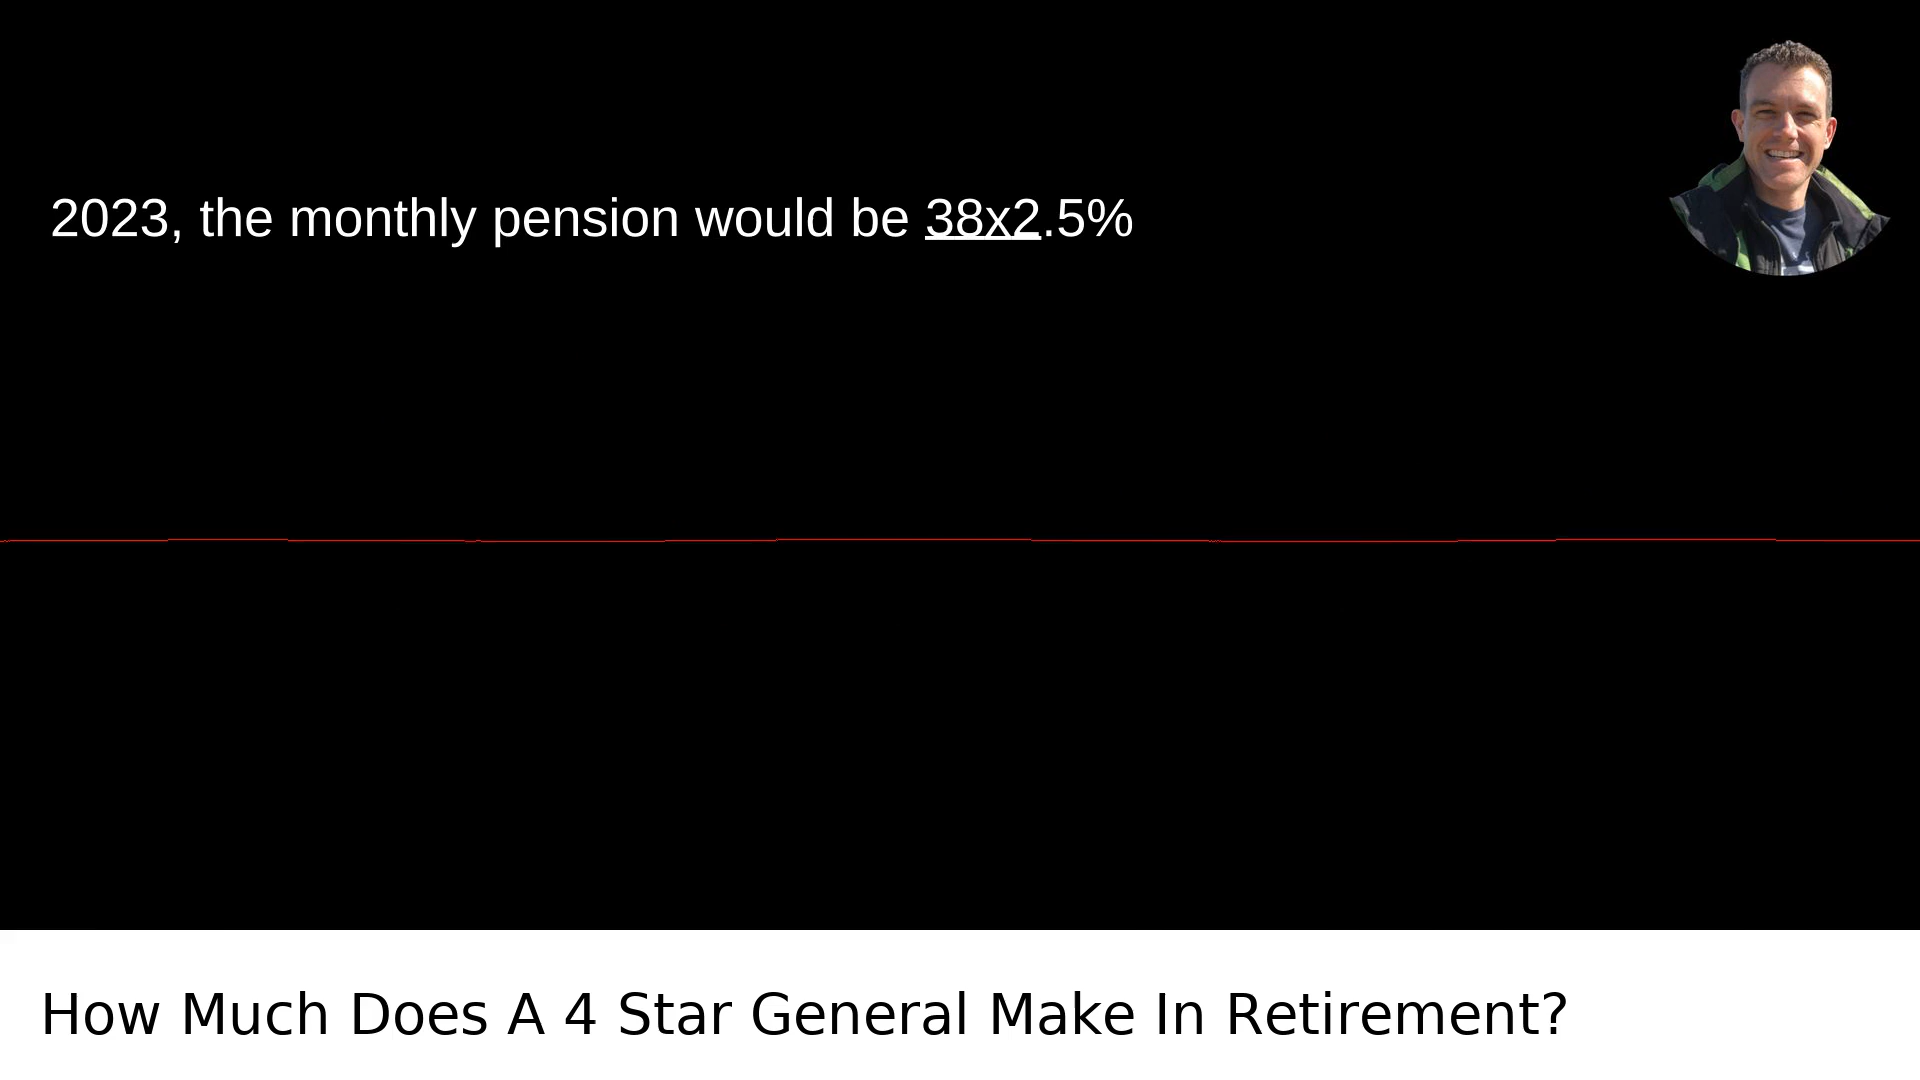 2023, the monthly pension would be 38x2.5%
How Much Does A 4 Star General Make In Retirement?